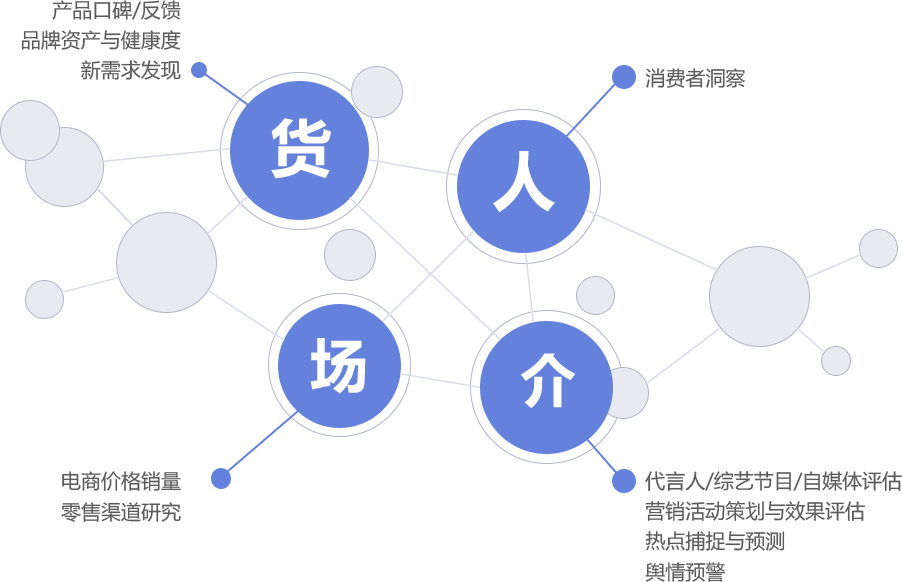 产品口碑/反馈
品牌资产与健康度
新需求发现
货
人
消费者洞察
场
介
电商价格销量
零售渠道研究
代言人/综艺节目/自媒体评估
营销活动策划与效果评估
热点捕捉与预测
舆情预警